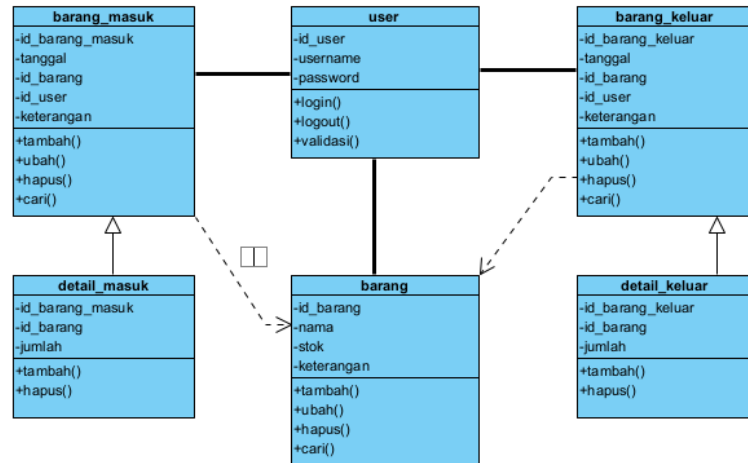 barang_masuk
-id_barang_masuk
-tanggal
-id_barang
-id_user
-keterangan
+tambah()
+ubah()
+hapus()
+cari()
user
-id_user
-username
-password
+login()
+logout()
+validasi()
barang_keluar
-id_barang_keluar
-tanggal
-id_barang
-id_user
-keterangan
+tambah()
+ubah()
+hapus()
+cari()
detail_masuk
-id_barang_masuk
-id_barang
-jumlah
+tambah()
+hapus()
barang
-id_barang
-nama
-stok
-keterangan
+tambah()
+ubah()
+hapus()
+cari()
detail_keluar
-id_barang_keluar
-id_barang
-jumlah
+tambah()
+hapus()